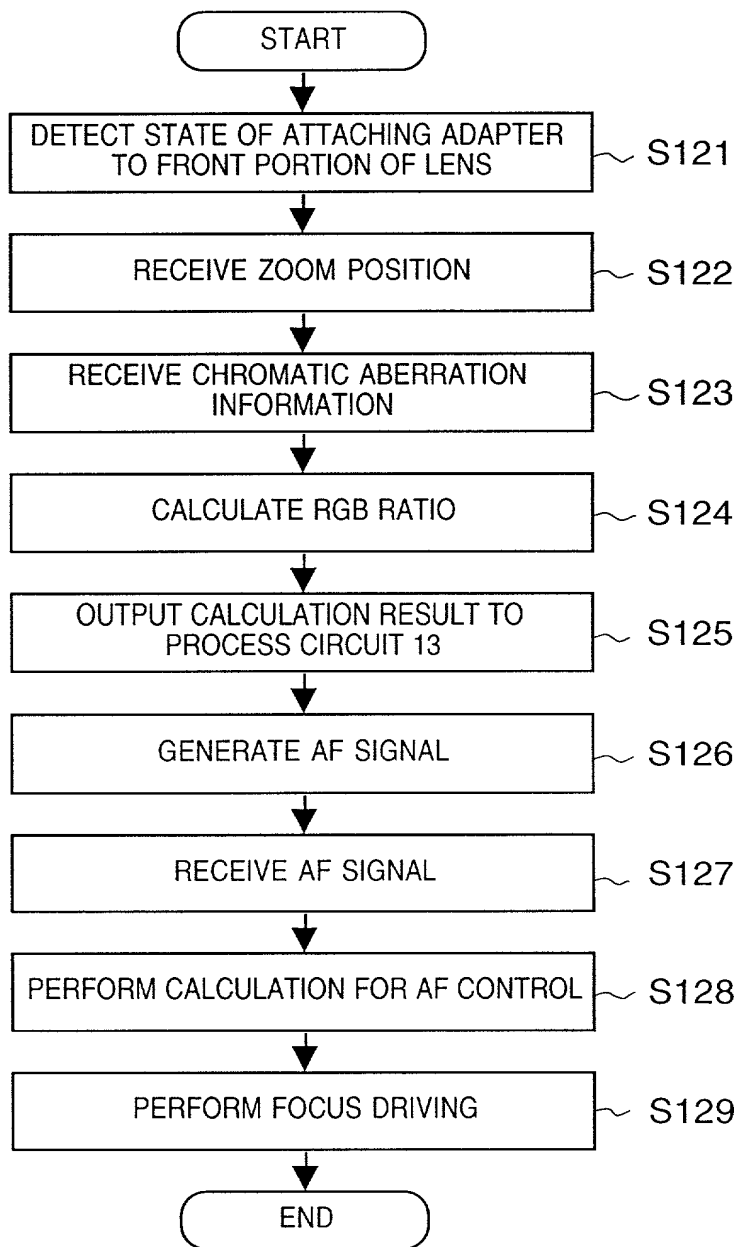 START
DETECT STATE OF ATTACHING ADAPTER
TO FRONT PORTION OF LENS
S121
RECEIVE ZOOM POSITION
S122
RECEIVE CHROMATIC ABERRATION
INFORMATION
S123
CALCULATE RGB RATIO
S124
OUTPUT CALCULATION RESULT TO
PROCESS CIRCUIT 13
S125
GENERATE AF SIGNAL
S126
RECEIVE AF SIGNAL
S127
PERFORM CALCULATION FOR AF CONTROL
S128
PERFORM FOCUS DRIVING
S129
END